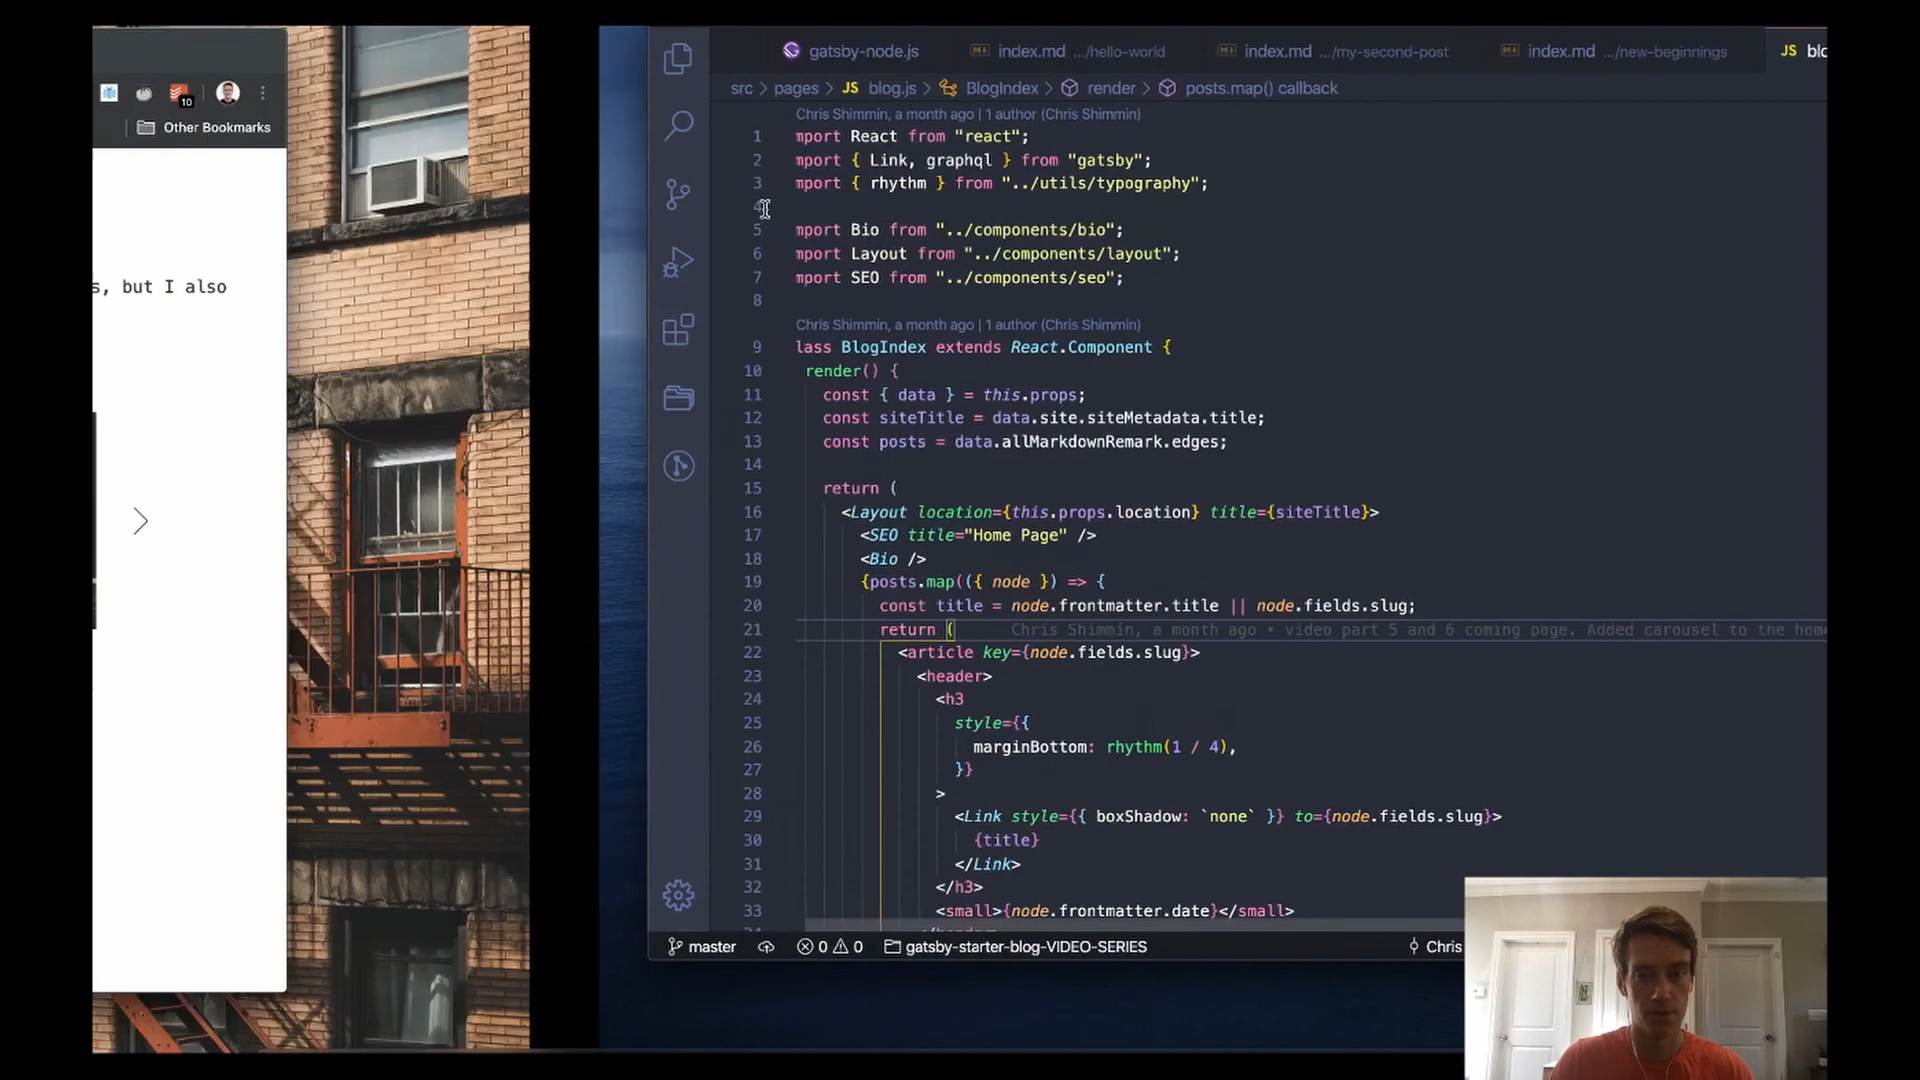 10
Other Bookmarks
s, but I also
gatsby-node.js
index.md .../hello-world
index.md .../my-second-post
index.md .../new-beginnings
JS blo
src > pages > JS blog.js > BlogIndex > render > posts.map() callback
Chris Shimmin, a month ago | 1 author (Chris Shimmin)
1 mport React from "react";
2 mport { Link, graphql } from "gatsby";
3 mport { rhythm } from "../utils/typography";
4
5 mport Bio from "../components/bio";
6 mport Layout from "../components/layout";
7 mport SEO from "../components/seo";
8
Chris Shimmin, a month ago | 1 author (Chris Shimmin)
9 lass BlogIndex extends React.Component {
10 render() {
11 const { data } = this.props;
12 const siteTitle = data.site.siteMetadata.title;
13 const posts = data.allMarkdownRemark.edges;
14
15 return (
16 <Layout location={this.props.location} title={siteTitle}>
17 <SEO title="Home Page" />
18 <Bio />
19 {posts.map(({ node }) => {
20 const title = node.frontmatter.title || node.fields.slug;
21 return ( Chris Shimmin, a month ago • video part 5 and 6 coming page. Added carousel to the hom
22 <article key={node.fields.slug}>
23 <header>
24 <h3
25 style={{
26 marginBottom: rhythm(1 / 4),
27 }}
28 >
29 <Link style={{ boxShadow: `none` }} to={node.fields.slug}>
30 {title}
31 </Link>
32 </h3>
33 <small>{node.frontmatter.date}</small>
master 0 0 gatsby-starter-blog-VIDEO-SERIES Chris